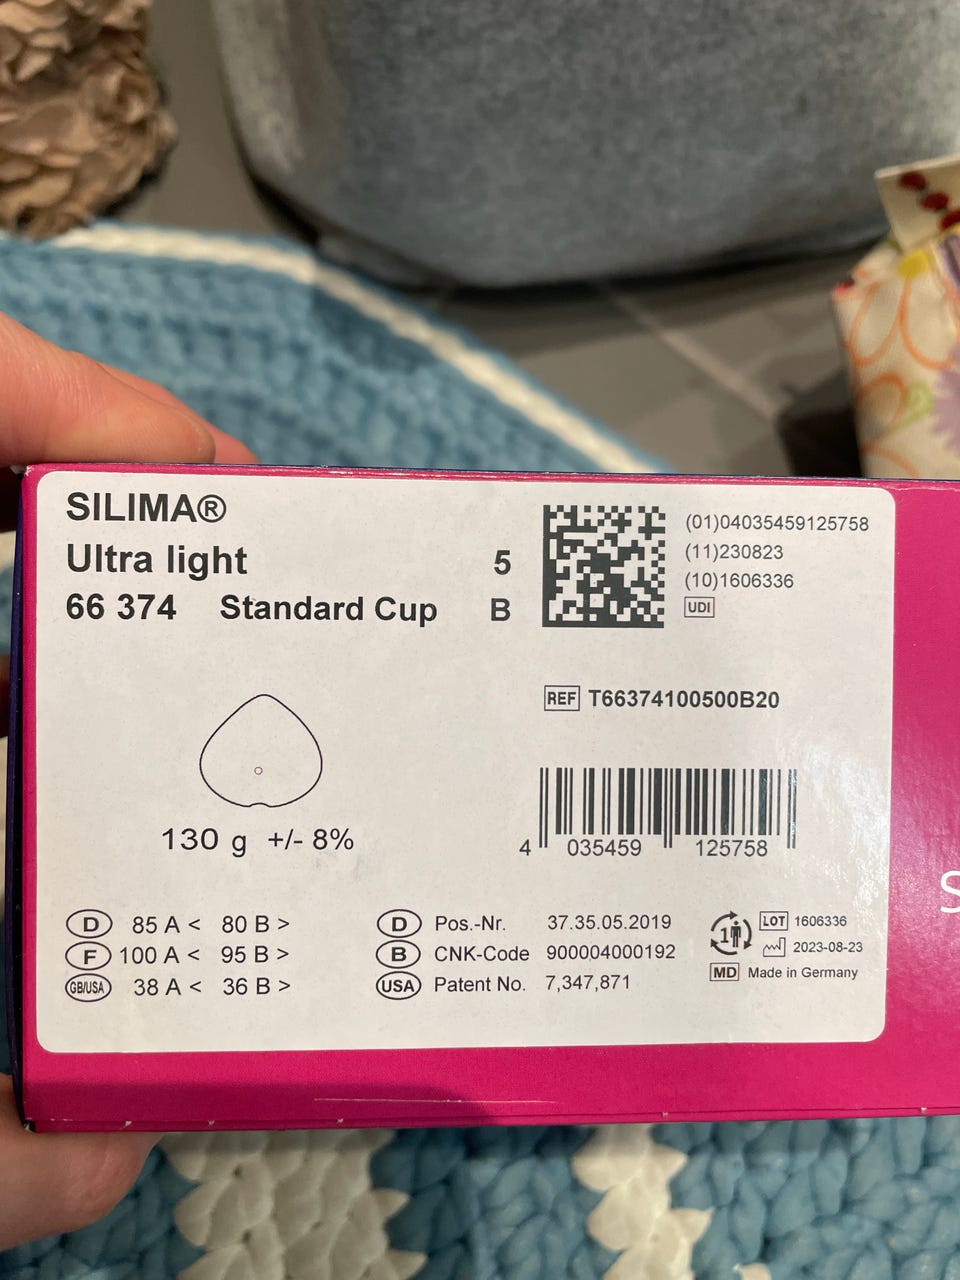 SILIMA®
Ultra light 5
66 374 Standard Cup B
(01)04035459125758
(11)230823
(10)1606336
UDI
REF T66374100500B20
130 g +/- 8%
4 035459 125758
D 85 A < 80 B >
F 100 A < 95 B >
GB/USA 38 A < 36 B >
D Pos.-Nr. 37.35.05.2019
B CNK-Code 900004000192
USA Patent No. 7,347,871
1
LOT 1606336
2023-08-23
MD Made in Germany
S